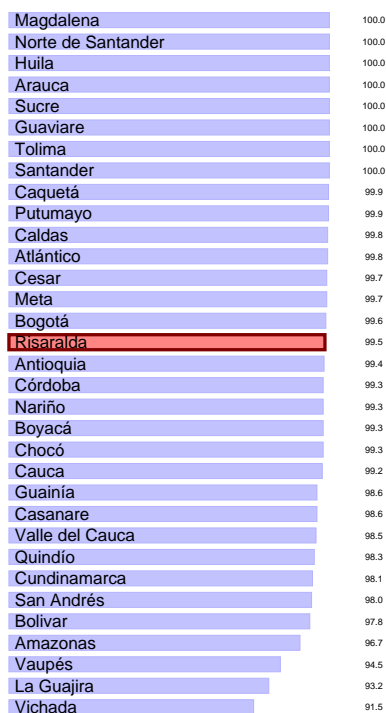 Magdalena 100.0
Norte de Santander 100.0
Huila 100.0
Arauca 100.0
Sucre 100.0
Guaviare 100.0
Tolima 100.0
Santander 100.0
Caquetá 99.9
Putumayo 99.9
Caldas 99.8
Atlántico 99.8
Cesar 99.7
Meta 99.7
Bogotá 99.6
Risaralda 99.5
Antioquia 99.4
Córdoba 99.3
Nariño 99.3
Boyacá 99.3
Chocó 99.3
Cauca 99.2
Guainía 98.6
Casanare 98.6
Valle del Cauca 98.5
Quindío 98.3
Cundinamarca 98.1
San Andrés 98.0
Bolivar 97.8
Amazonas 96.7
Vaupés 94.5
La Guajira 93.2
Vichada 91.5